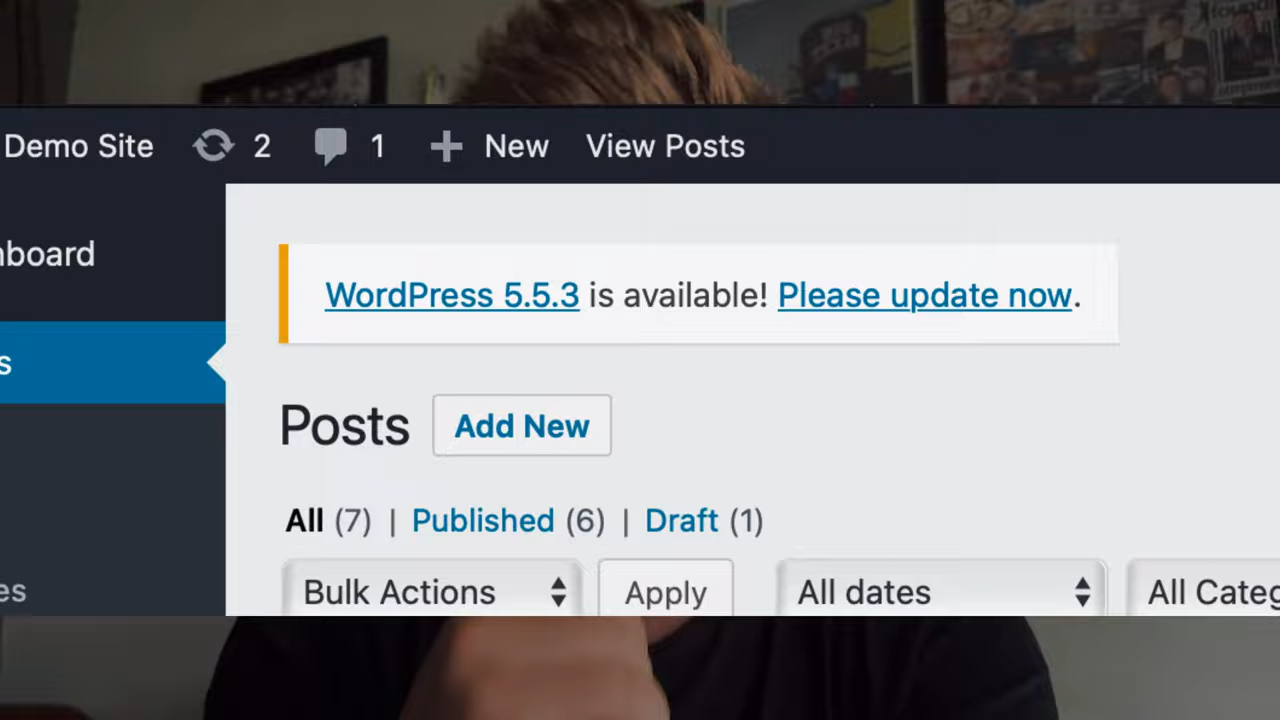 Demo Site 2 1 New View Posts
hboard
WordPress 5.5.3 is available! Please update now.
s
Posts Add New
All (7) | Published (6) | Draft (1)
es
Bulk Actions Apply All dates All Categ